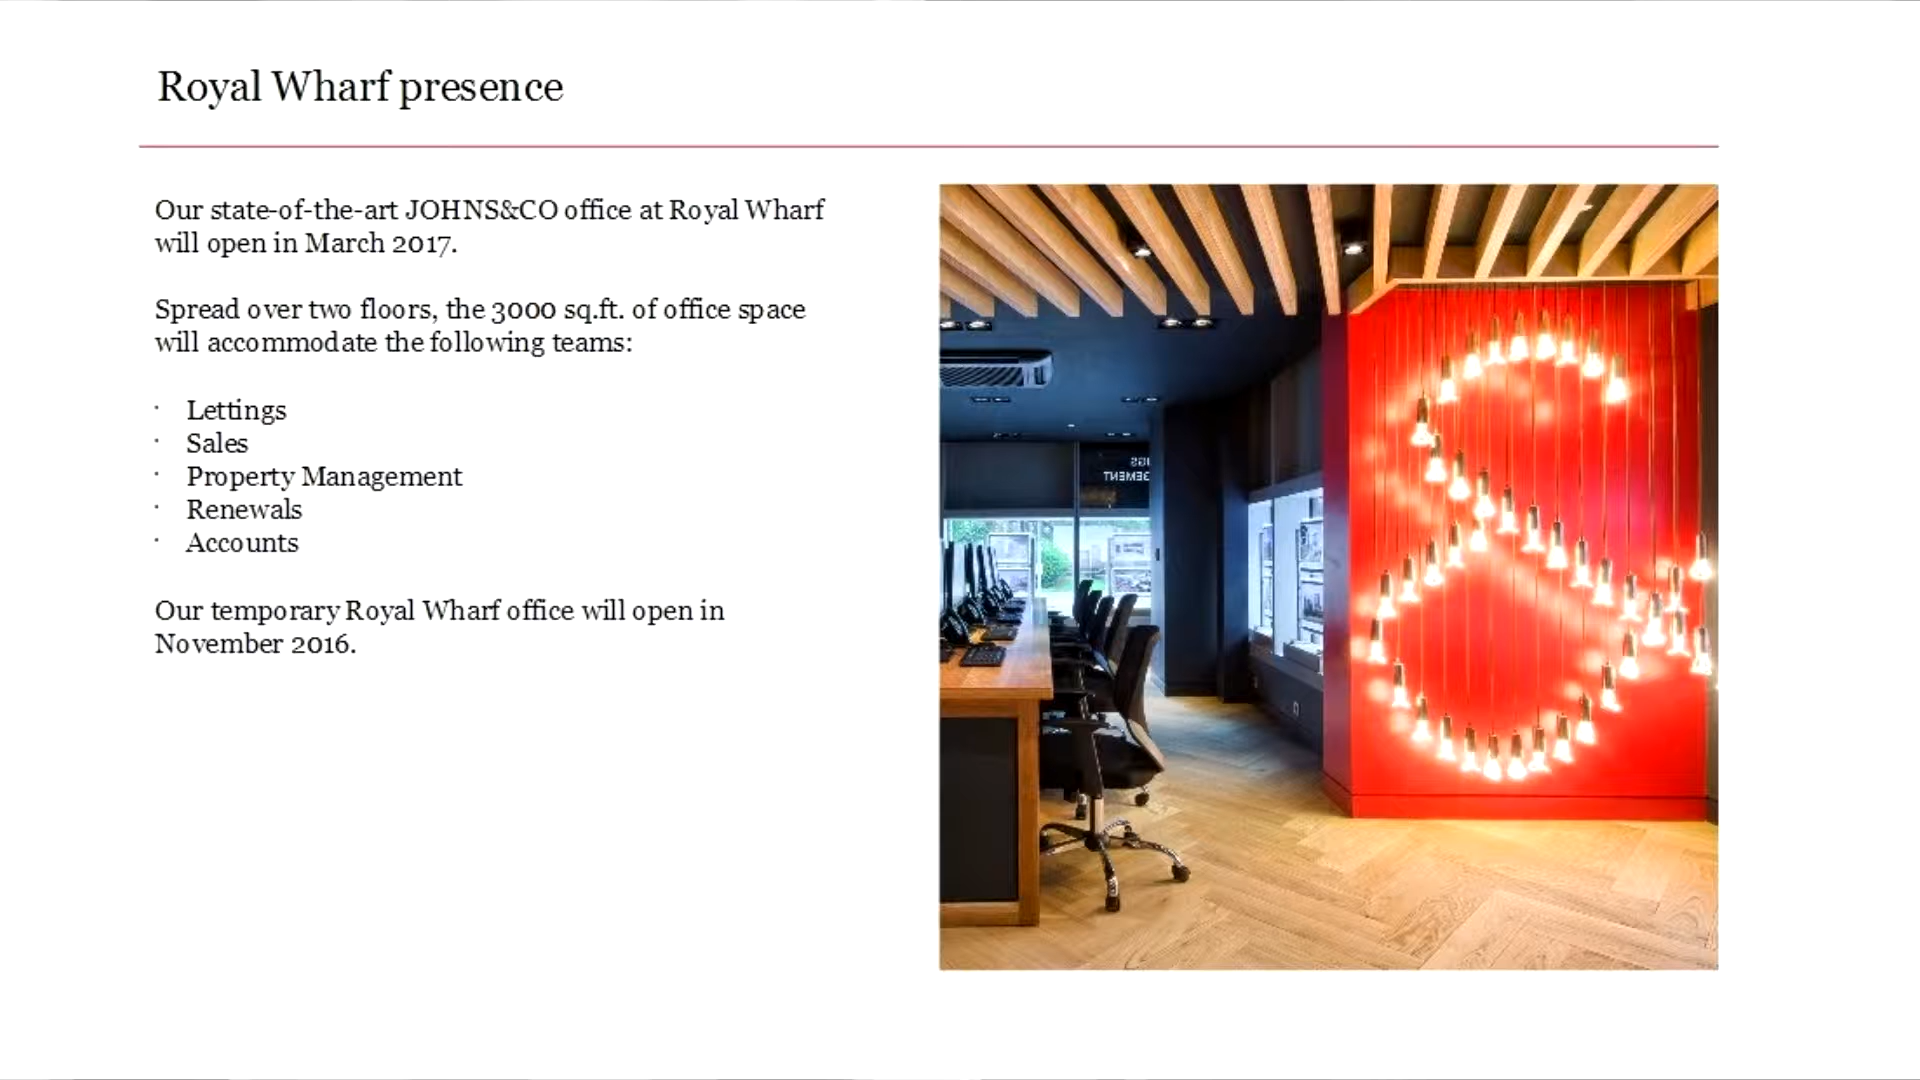 Royal Wharf presence
Our state-of-the-art JOHNS&CO office at Royal Wharf
will open in March 2017.
Spread over two floors, the 3000 sq.ft. of office space
will accommodate the following teams:
· Lettings
· Sales
· Property Management
· Renewals
· Accounts
Our temporary Royal Wharf office will open in
November 2016.